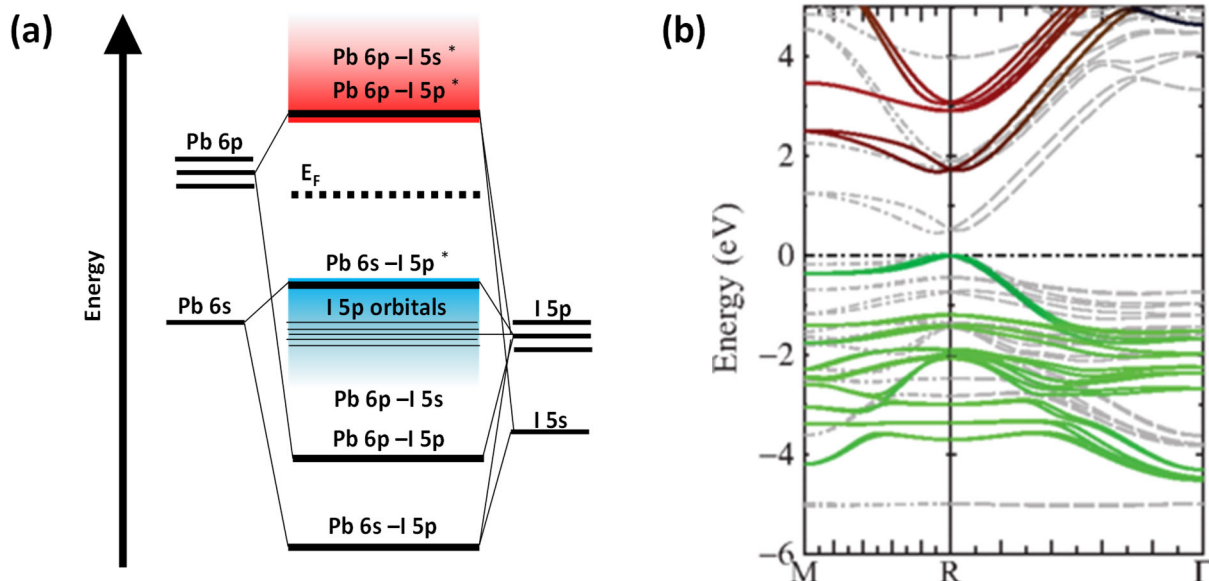 (a)
Energy
Pb 6p –I 5s *
Pb 6p –I 5p *
Pb 6p
E_F
Pb 6s –I 5p *
Pb 6s
I 5p orbitals
I 5p
Pb 6p –I 5s
I 5s
Pb 6p –I 5p
Pb 6s –I 5p
(b)
Energy (eV)
4
2
0
−2
−4
−6
M R Γ